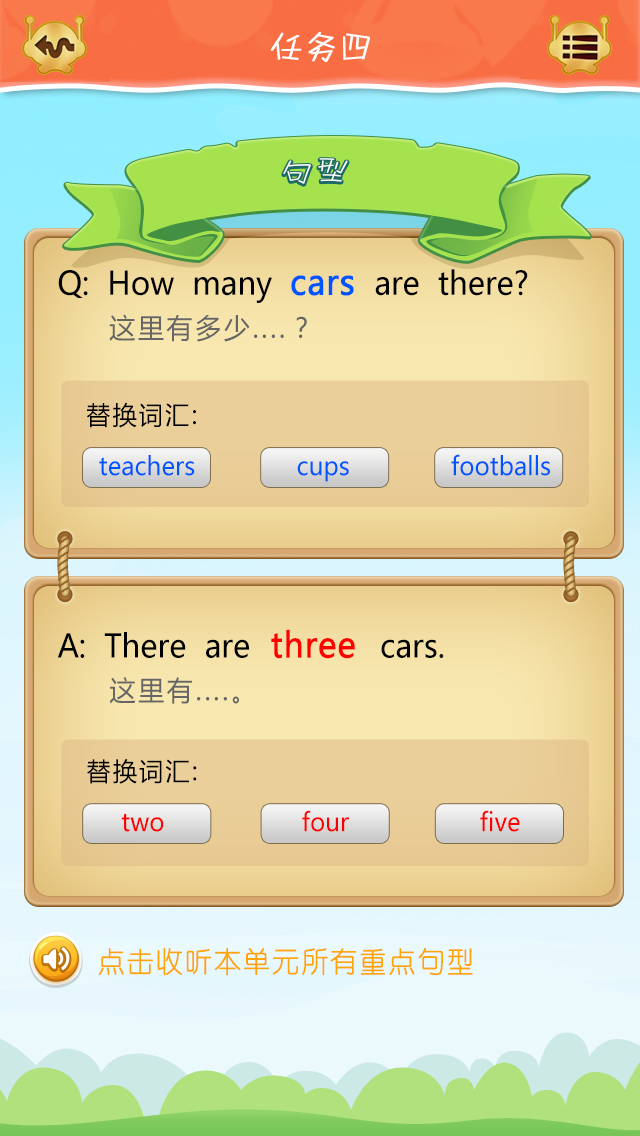 任务四
句型
Q: How many cars are there?
这里有多少....？
替换词汇:
teachers cups footballs
A: There are three cars.
这里有....。
替换词汇:
two four five
点击收听本单元所有重点句型